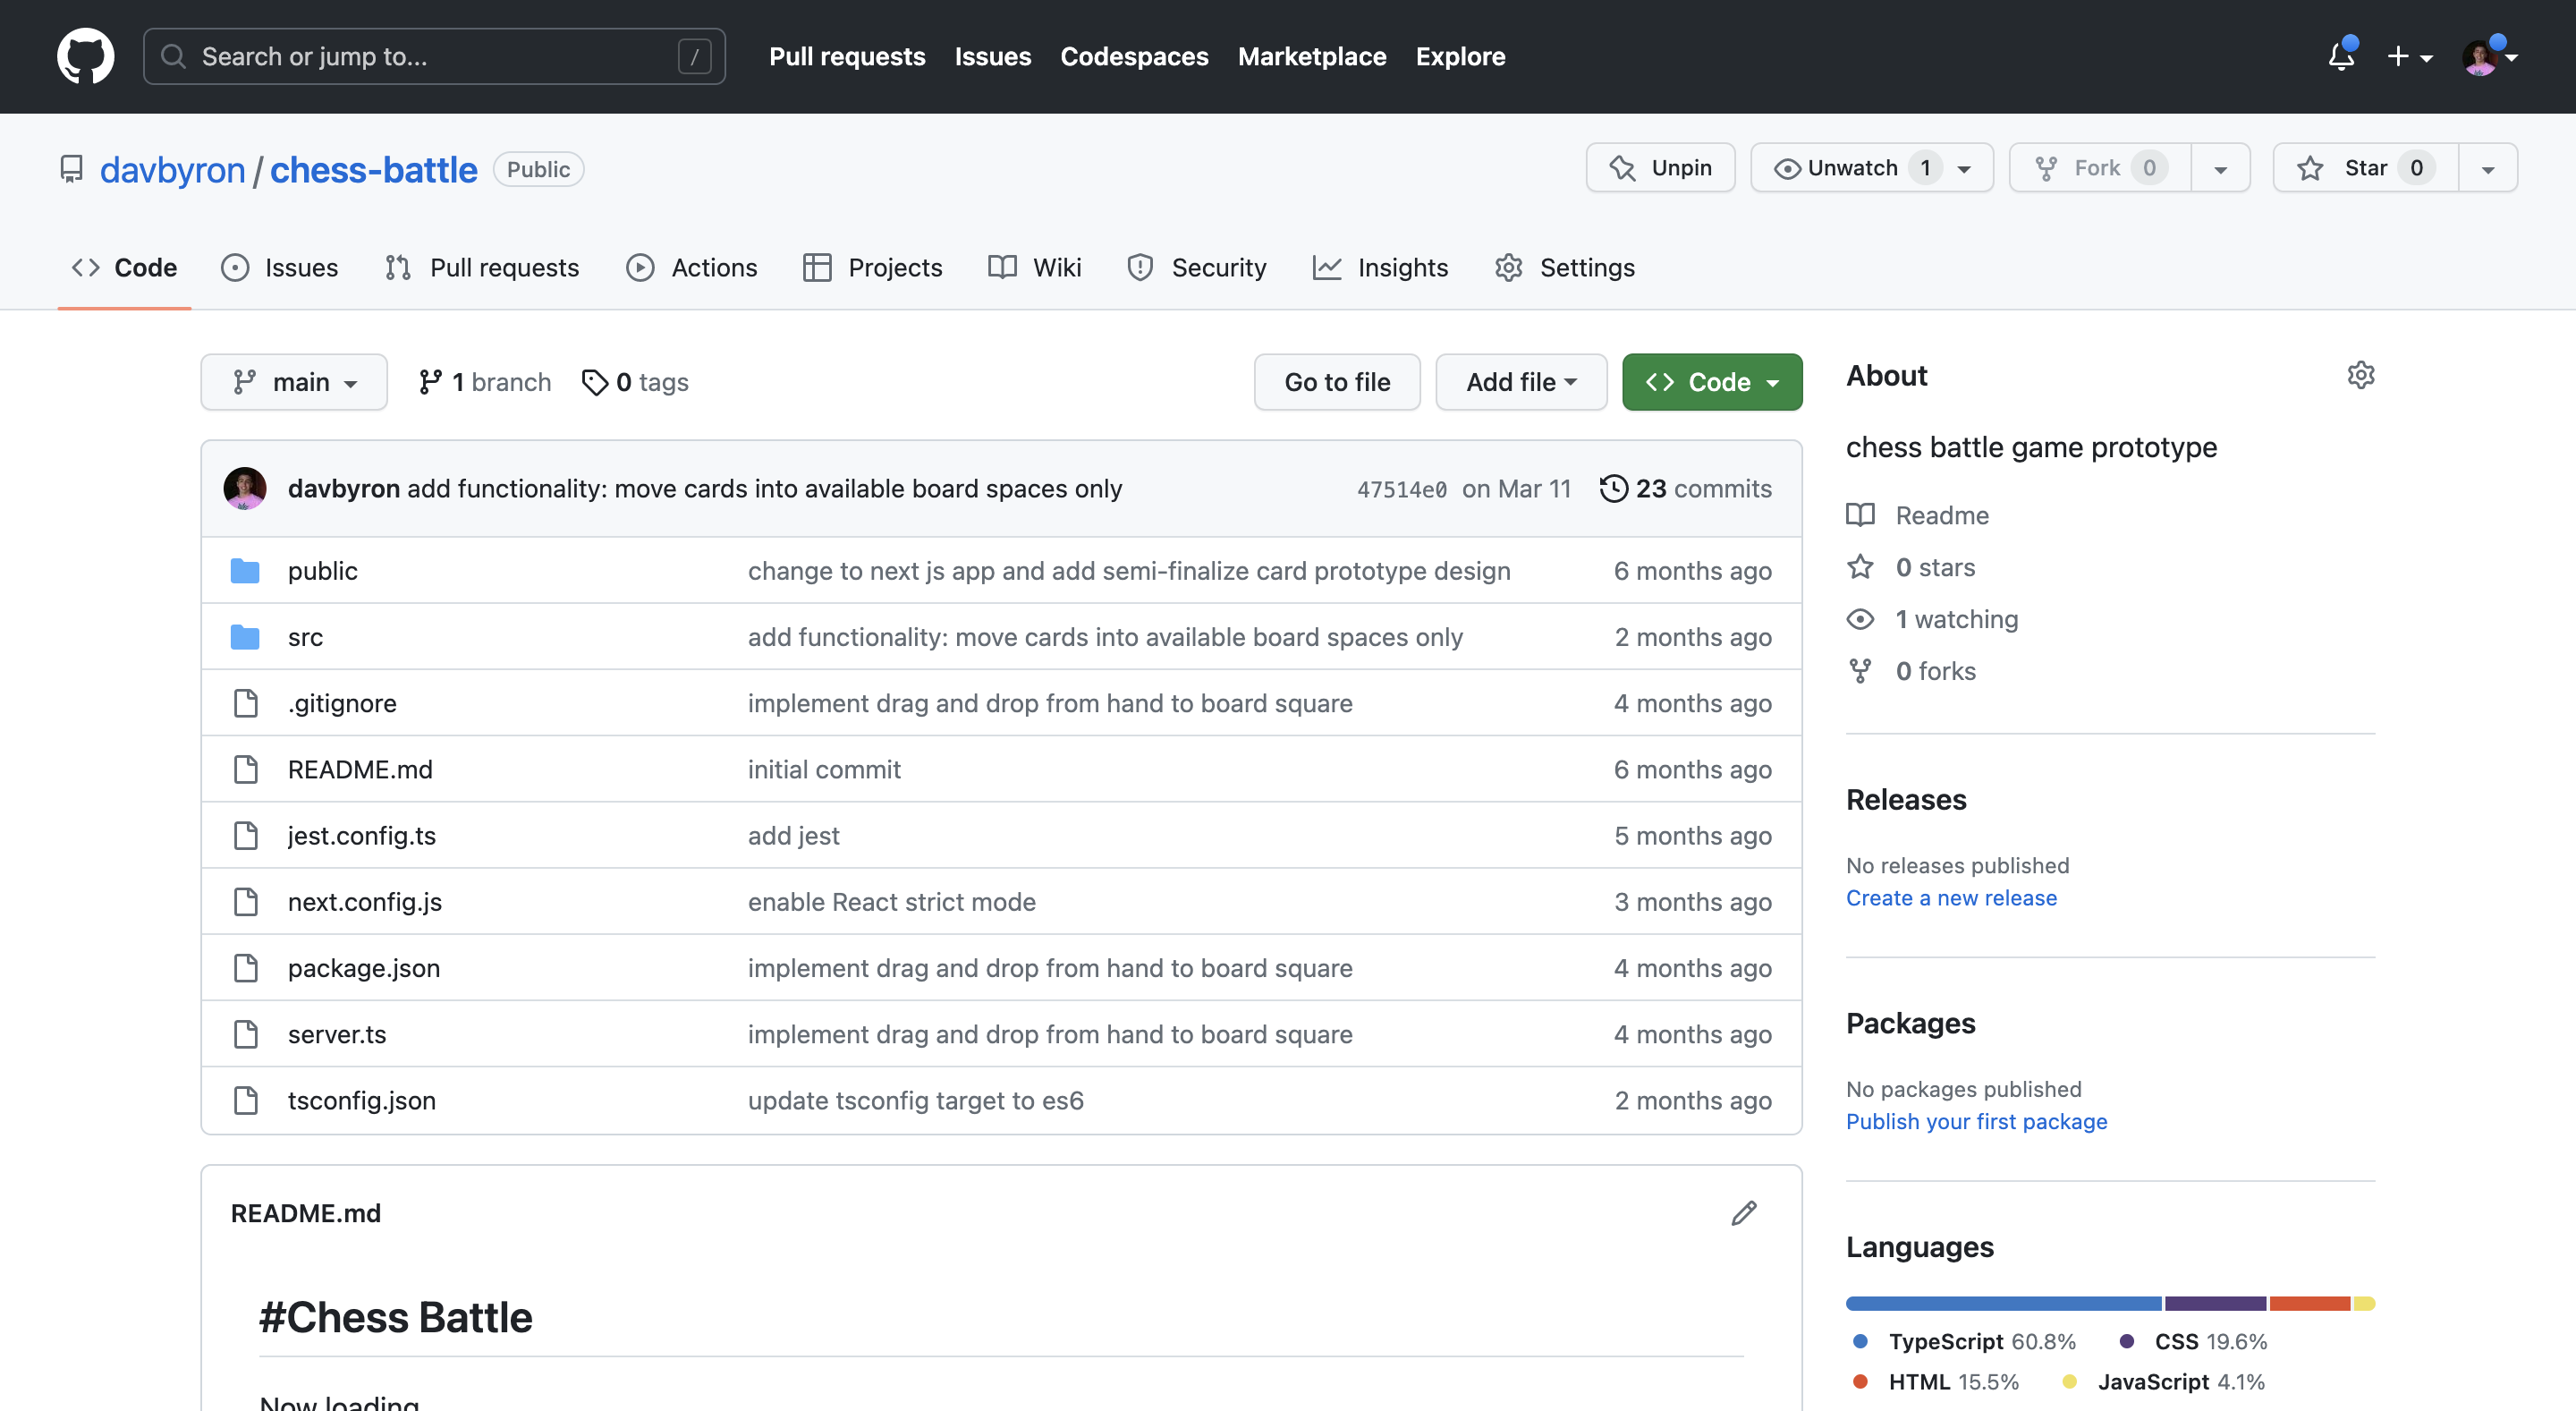 Search or jump to...
/
Pull requests
Issues
Codespaces
Marketplace
Explore
davbyron / chess-battle
Public
Unpin
Unwatch 1
Fork 0
Star 0
Code
Issues
Pull requests
Actions
Projects
Wiki
Security
Insights
Settings
main
1 branch
0 tags
Go to file
Add file
Code
davbyron add functionality: move cards into available board spaces only
47514e0 on Mar 11
23 commits
public
change to next js app and add semi-finalize card prototype design
6 months ago
src
add functionality: move cards into available board spaces only
2 months ago
.gitignore
implement drag and drop from hand to board square
4 months ago
README.md
initial commit
6 months ago
jest.config.ts
add jest
5 months ago
next.config.js
enable React strict mode
3 months ago
package.json
implement drag and drop from hand to board square
4 months ago
server.ts
implement drag and drop from hand to board square
4 months ago
tsconfig.json
update tsconfig target to es6
2 months ago
README.md
#Chess Battle
Now loading
About
chess battle game prototype
Readme
0 stars
1 watching
0 forks
Releases
No releases published
Create a new release
Packages
No packages published
Publish your first package
Languages
TypeScript 60.8%
CSS 19.6%
HTML 15.5%
JavaScript 4.1%